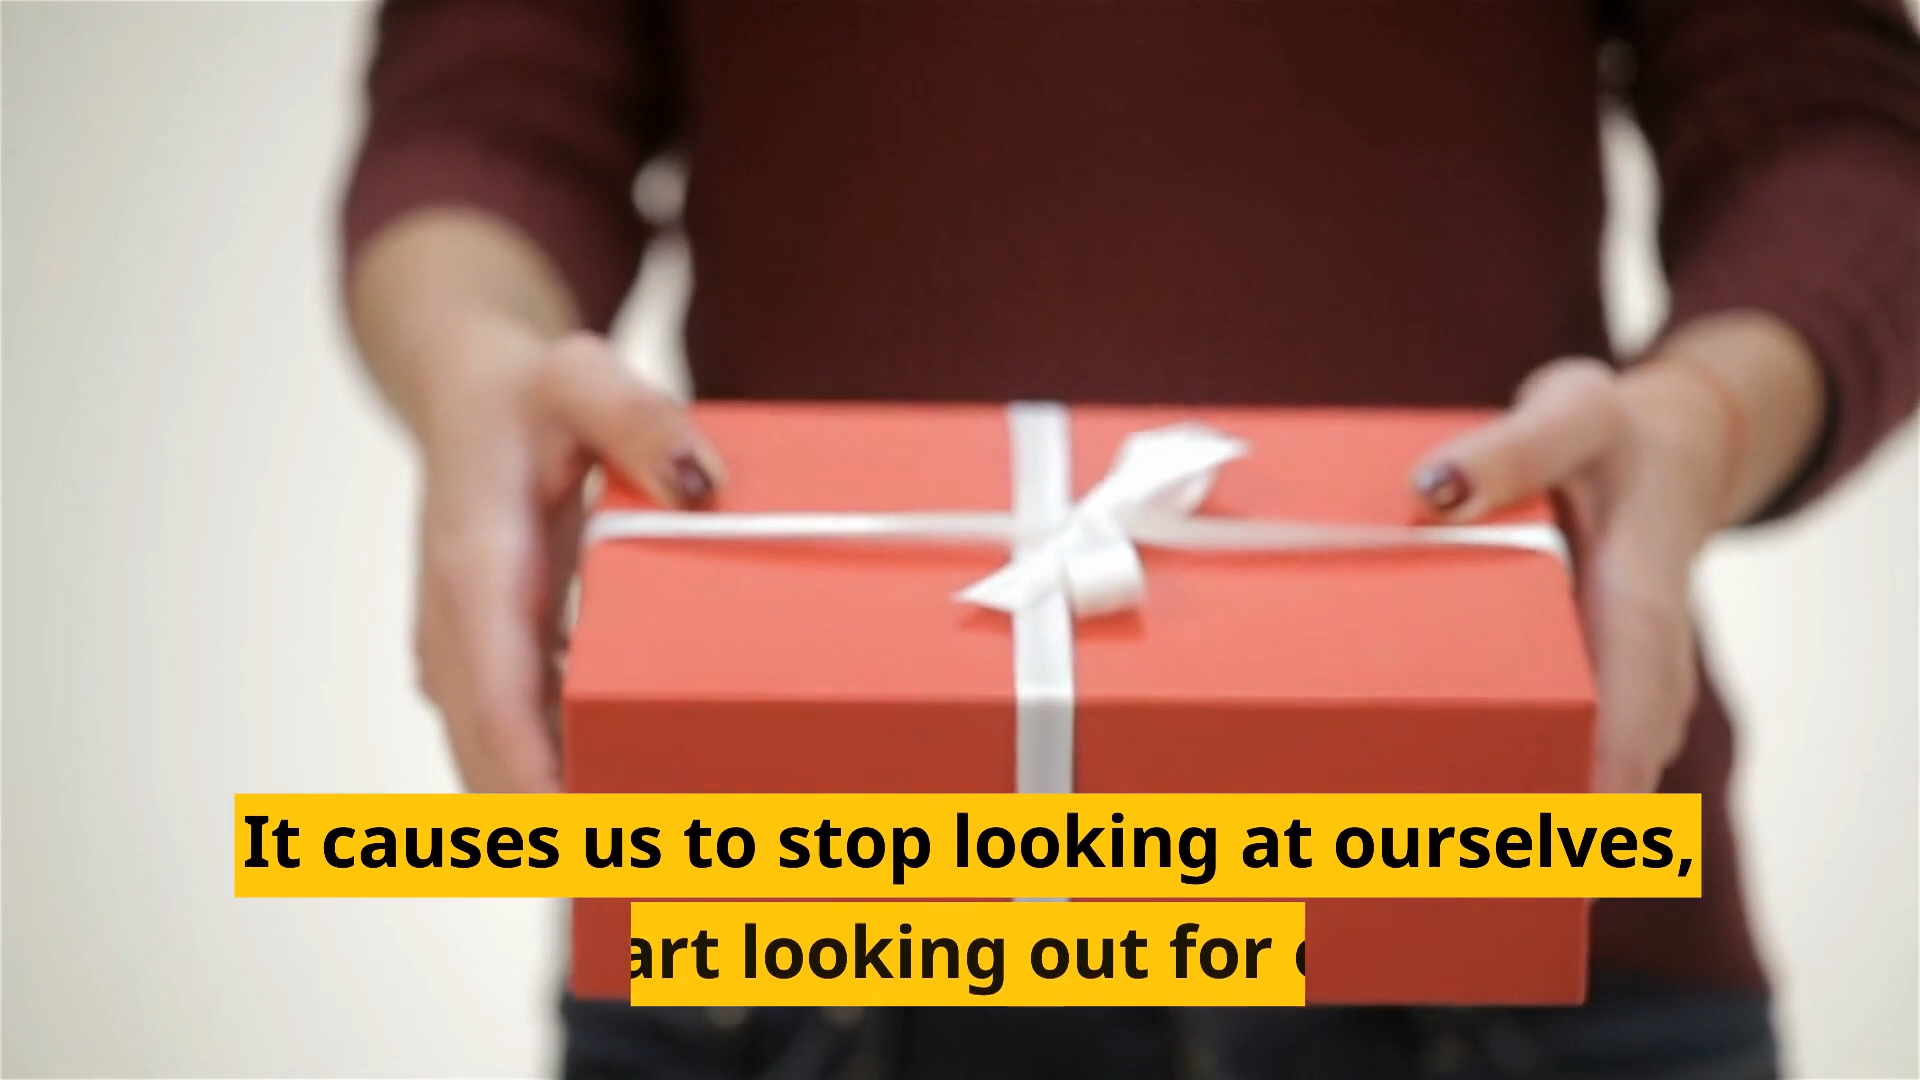 It causes us to stop looking at ourselves,
art looking out for